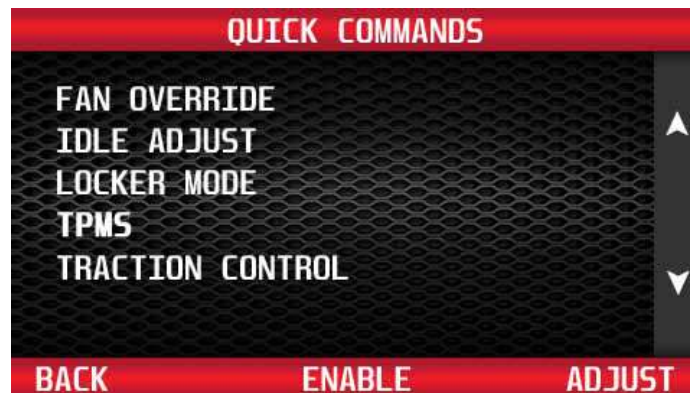 QUICK COMMANDS
FAN OVERRIDE
IDLE ADJUST
LOCKER MODE
TPMS
TRACTION CONTROL
BACK ENABLE ADJUST